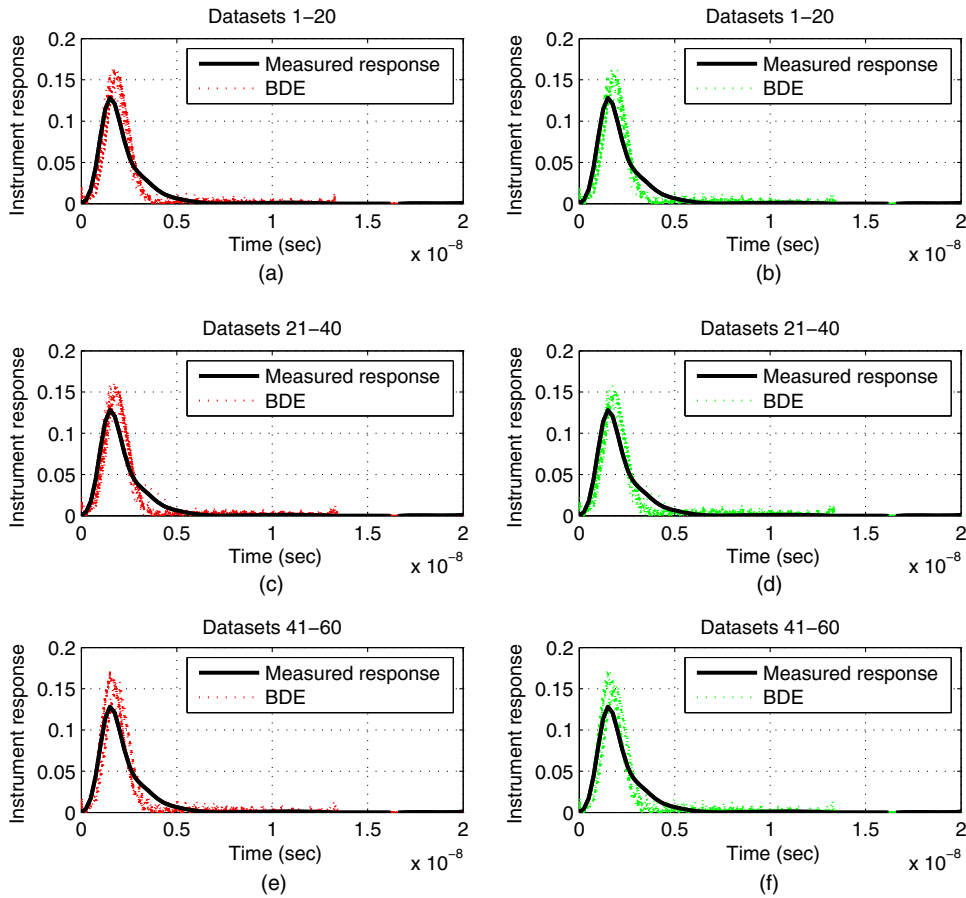 Datasets 1−20
Instrument response
0.2
0.15
0.1
0.05
0
Measured response
BDE
0 0.5 1 1.5 2
Time (sec)
x 10−8
(a)
Datasets 1−20
Instrument response
0.2
0.15
0.1
0.05
0
Measured response
BDE
0 0.5 1 1.5 2
Time (sec)
x 10−8
(b)
Datasets 21−40
Instrument response
0.2
0.15
0.1
0.05
0
Measured response
BDE
0 0.5 1 1.5 2
Time (sec)
x 10−8
(c)
Datasets 21−40
Instrument response
0.2
0.15
0.1
0.05
0
Measured response
BDE
0 0.5 1 1.5 2
Time (sec)
x 10−8
(d)
Datasets 41−60
Instrument response
0.2
0.15
0.1
0.05
0
Measured response
BDE
0 0.5 1 1.5 2
Time (sec)
x 10−8
(e)
Datasets 41−60
Instrument response
0.2
0.15
0.1
0.05
0
Measured response
BDE
0 0.5 1 1.5 2
Time (sec)
x 10−8
(f)